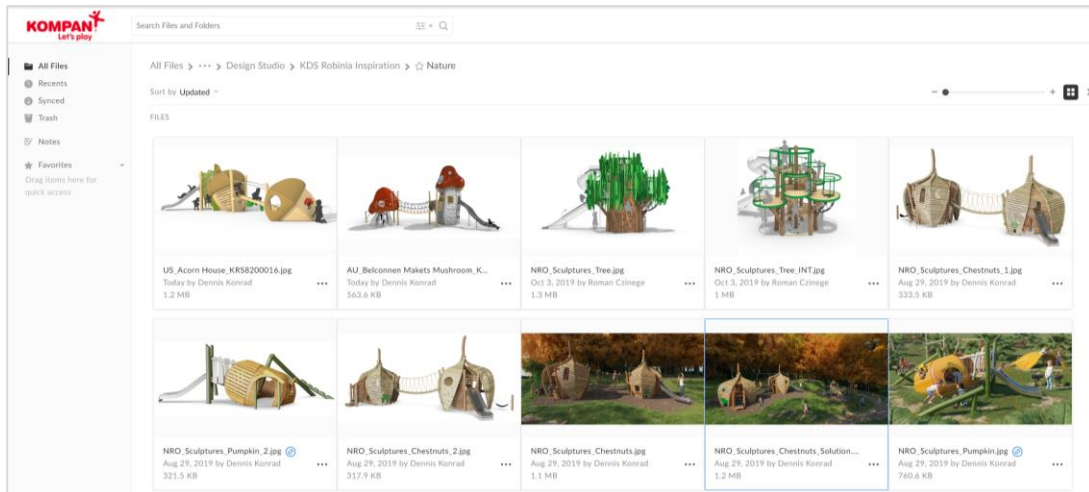 KOMPAN
Let's play
Search Files and Folders
All Files
Recents
Synced
Trash
Notes
Favorites
Drag items here for
quick access
All Files > ··· > Design Studio > KDS Robinia Inspiration > ☆ Nature
Sort by Updated
FILES
US_Acorn House_KRS8200016.jpg
Today by Dennis Konrad
1.2 MB
AU_Belconnen Makets Mushroom_K...
Today by Dennis Konrad
563.6 KB
NRO_Sculptures_Tree.jpg
Oct 3, 2019 by Roman Czinege
1.3 MB
NRO_Sculptures_Tree_INT.jpg
Oct 3, 2019 by Roman Czinege
1 MB
NRO_Sculptures_Chestnuts_1.jpg
Aug 29, 2019 by Dennis Konrad
333.5 KB
NRO_Sculptures_Pumpkin_2.jpg
Aug 29, 2019 by Dennis Konrad
321.5 KB
NRO_Sculptures_Chestnuts_2.jpg
Aug 29, 2019 by Dennis Konrad
317.9 KB
NRO_Sculptures_Chestnuts.jpg
Aug 29, 2019 by Dennis Konrad
1.1 MB
NRO_Sculptures_Chestnuts_Solution....
Aug 29, 2019 by Dennis Konrad
1.2 MB
NRO_Sculptures_Pumpkin.jpg
Aug 29, 2019 by Dennis Konrad
760.6 KB